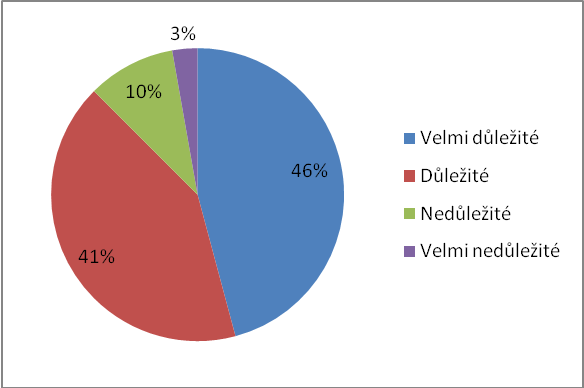 3%
10%
46%
41%
Velmi důležité
Důležité
Nedůležité
Velmi nedůležité